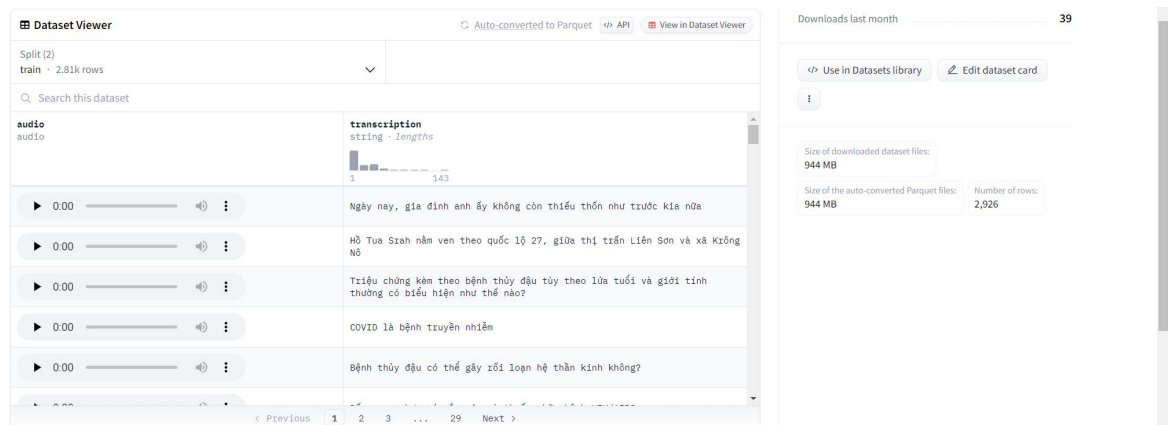 Dataset Viewer
Auto-converted to Parquet
API
View in Dataset Viewer
Split (2)
train · 2.81k rows
Search this dataset
audio
audio
transcription
string · lengths
1 143
0:00
Ngày nay, gia đình anh ấy không còn thiếu thốn như trước kia nữa
0:00
Hồ Tua Srah nằm ven theo quốc lộ 27, giữa thị trấn Liên Sơn và xã Krông
Nô
0:00
Triệu chứng kèm theo bệnh thủy đậu tùy theo lứa tuổi và giới tính
thường có biểu hiện như thế nào?
0:00
COVID là bệnh truyền nhiễm
0:00
Bệnh thủy đậu có thể gây rối loạn hệ thần kinh không?
< Previous 1 2 3 ... 29 Next >
Downloads last month
39
Use in Datasets library
Edit dataset card
Size of downloaded dataset files:
944 MB
Size of the auto-converted Parquet files:
944 MB
Number of rows:
2,926